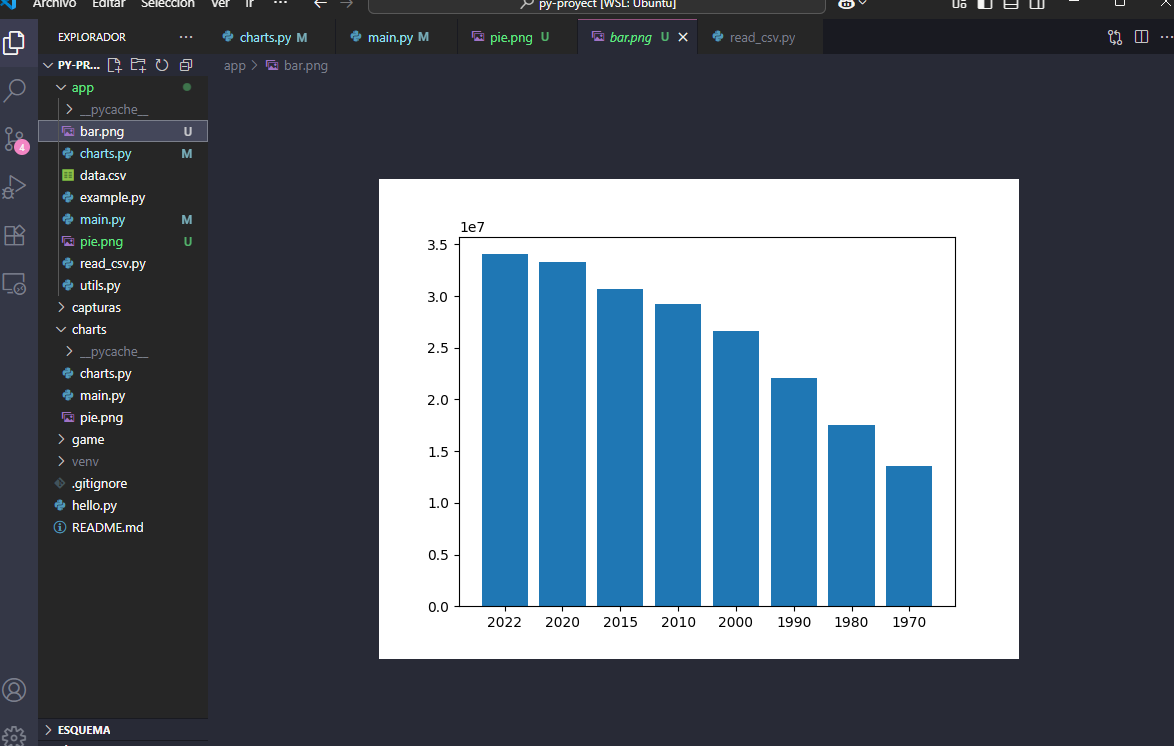 Archivo Editar Selección Ver Ir ··· py-proyect [WSL: Ubuntu]
EXPLORADOR ···
charts.py M main.py M pie.png U bar.png U read_csv.py
PY-PR...
app > bar.png
app
__pycache__
bar.png U
charts.py M
data.csv
example.py
main.py M
pie.png U
read_csv.py
utils.py
capturas
charts
__pycache__
charts.py
main.py
pie.png
game
venv
.gitignore
hello.py
README.md
4
ESQUEMA
1e7
3.5
3.0
2.5
2.0
1.5
1.0
0.5
0.0
2022 2020 2015 2010 2000 1990 1980 1970